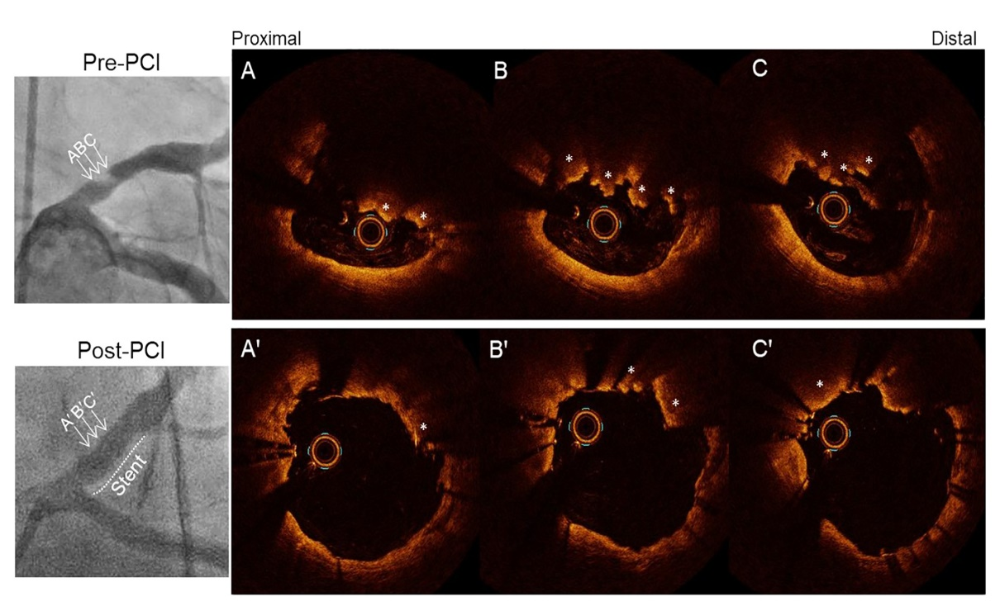 Proximal
Distal
Pre-PCI
ABC
A
*
*
B
*
*
*
*
C
*
*
*
Post-PCI
A'B'C'
Stent
A'
*
B'
*
*
C'
*